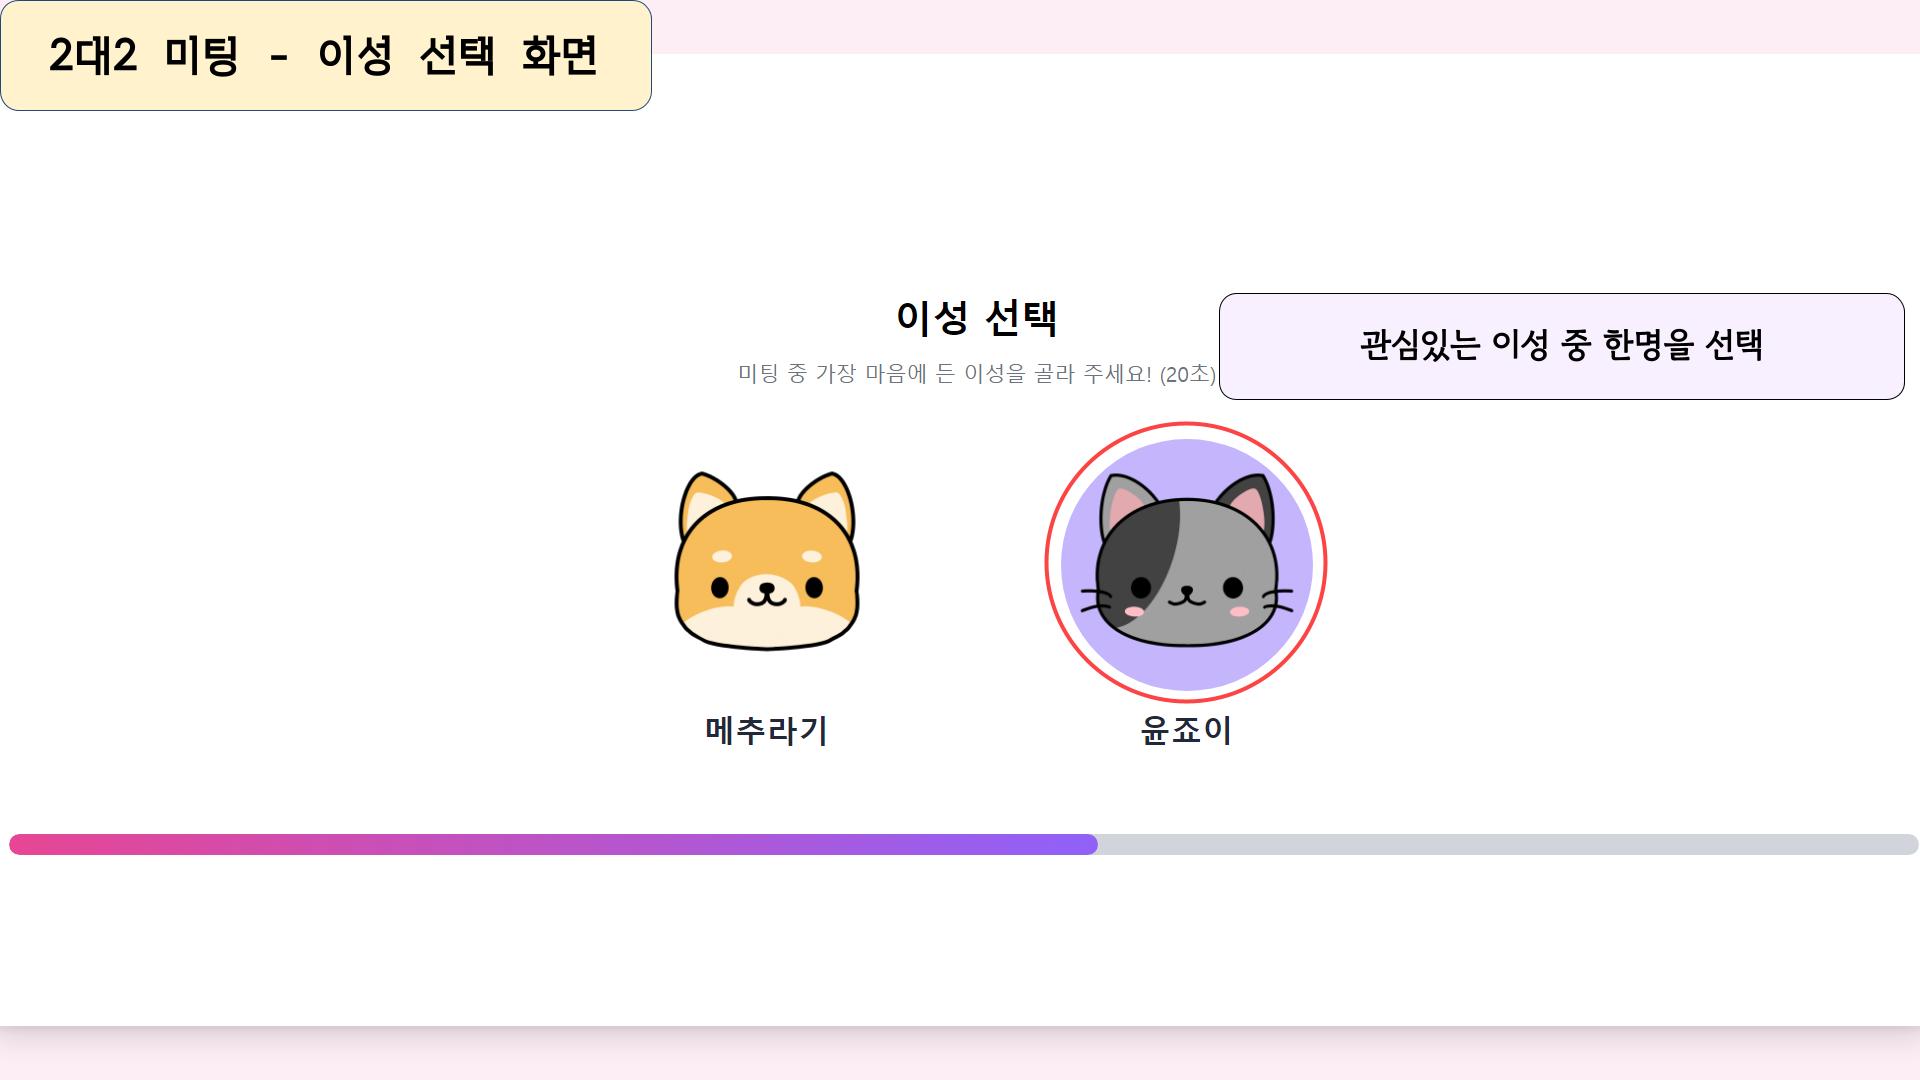 2대2 미팅 - 이성 선택 화면
이성 선택
미팅 중 가장 마음에 든 이성을 골라 주세요! (20초)
관심있는 이성 중 한명을 선택
메추라기
윤죠이